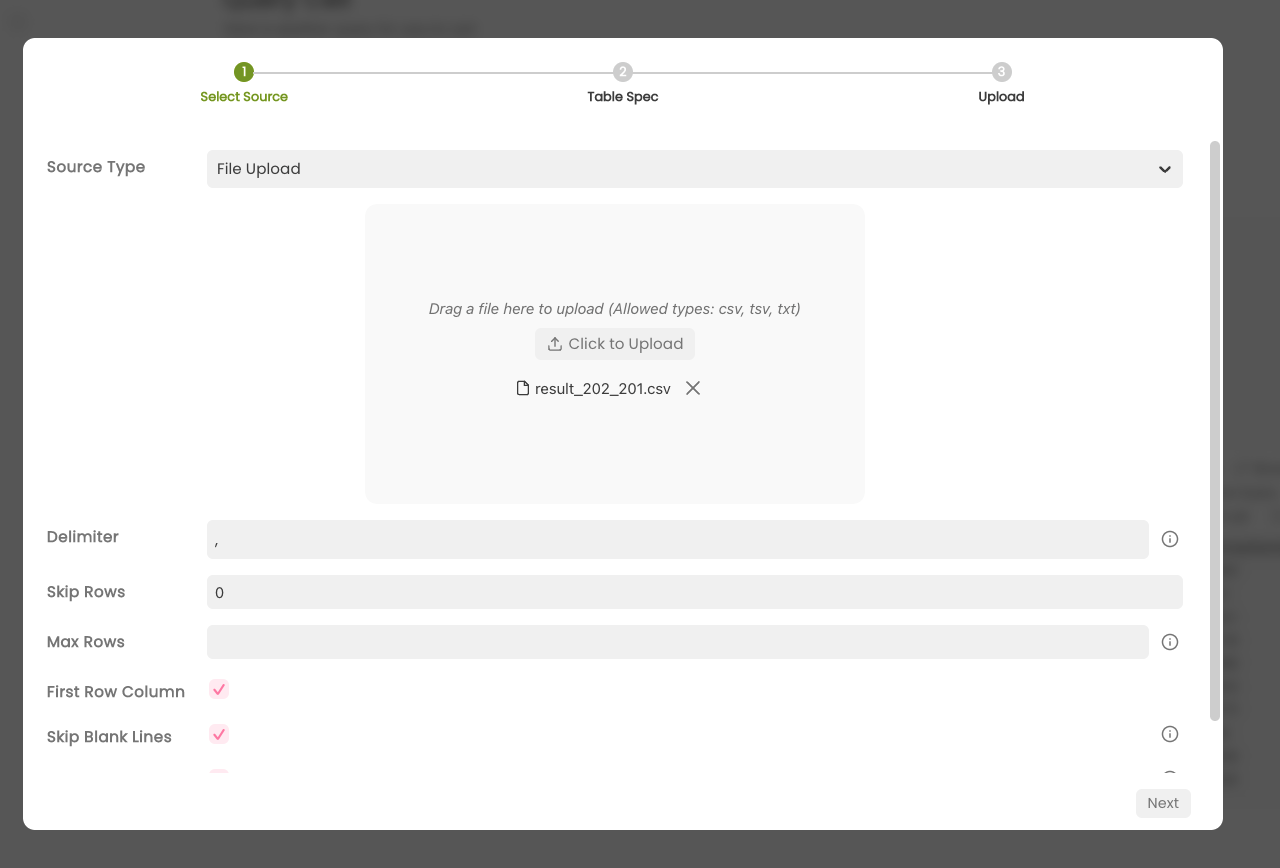 1
Select Source
2
Table Spec
3
Upload
Source Type
File Upload
Drag a file here to upload (Allowed types: csv, tsv, txt)
Click to Upload
result_202_201.csv
Delimiter
,
Skip Rows
0
Max Rows
First Row Column
Skip Blank Lines
Next